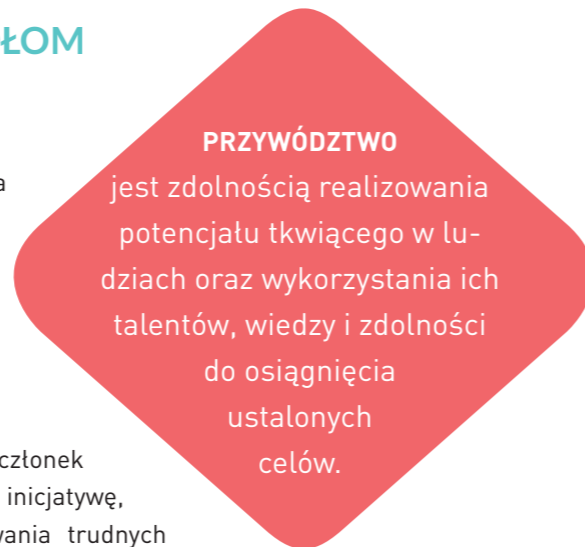 ŁOM
PRZYWÓDZTWO
jest zdolnością realizowania
potencjału tkwiącego w lu-
dziach oraz wykorzystania ich
talentów, wiedzy i zdolności
do osiągnięcia
ustalonych
celów.
a
członek
inicjatywę,
wania trudnych